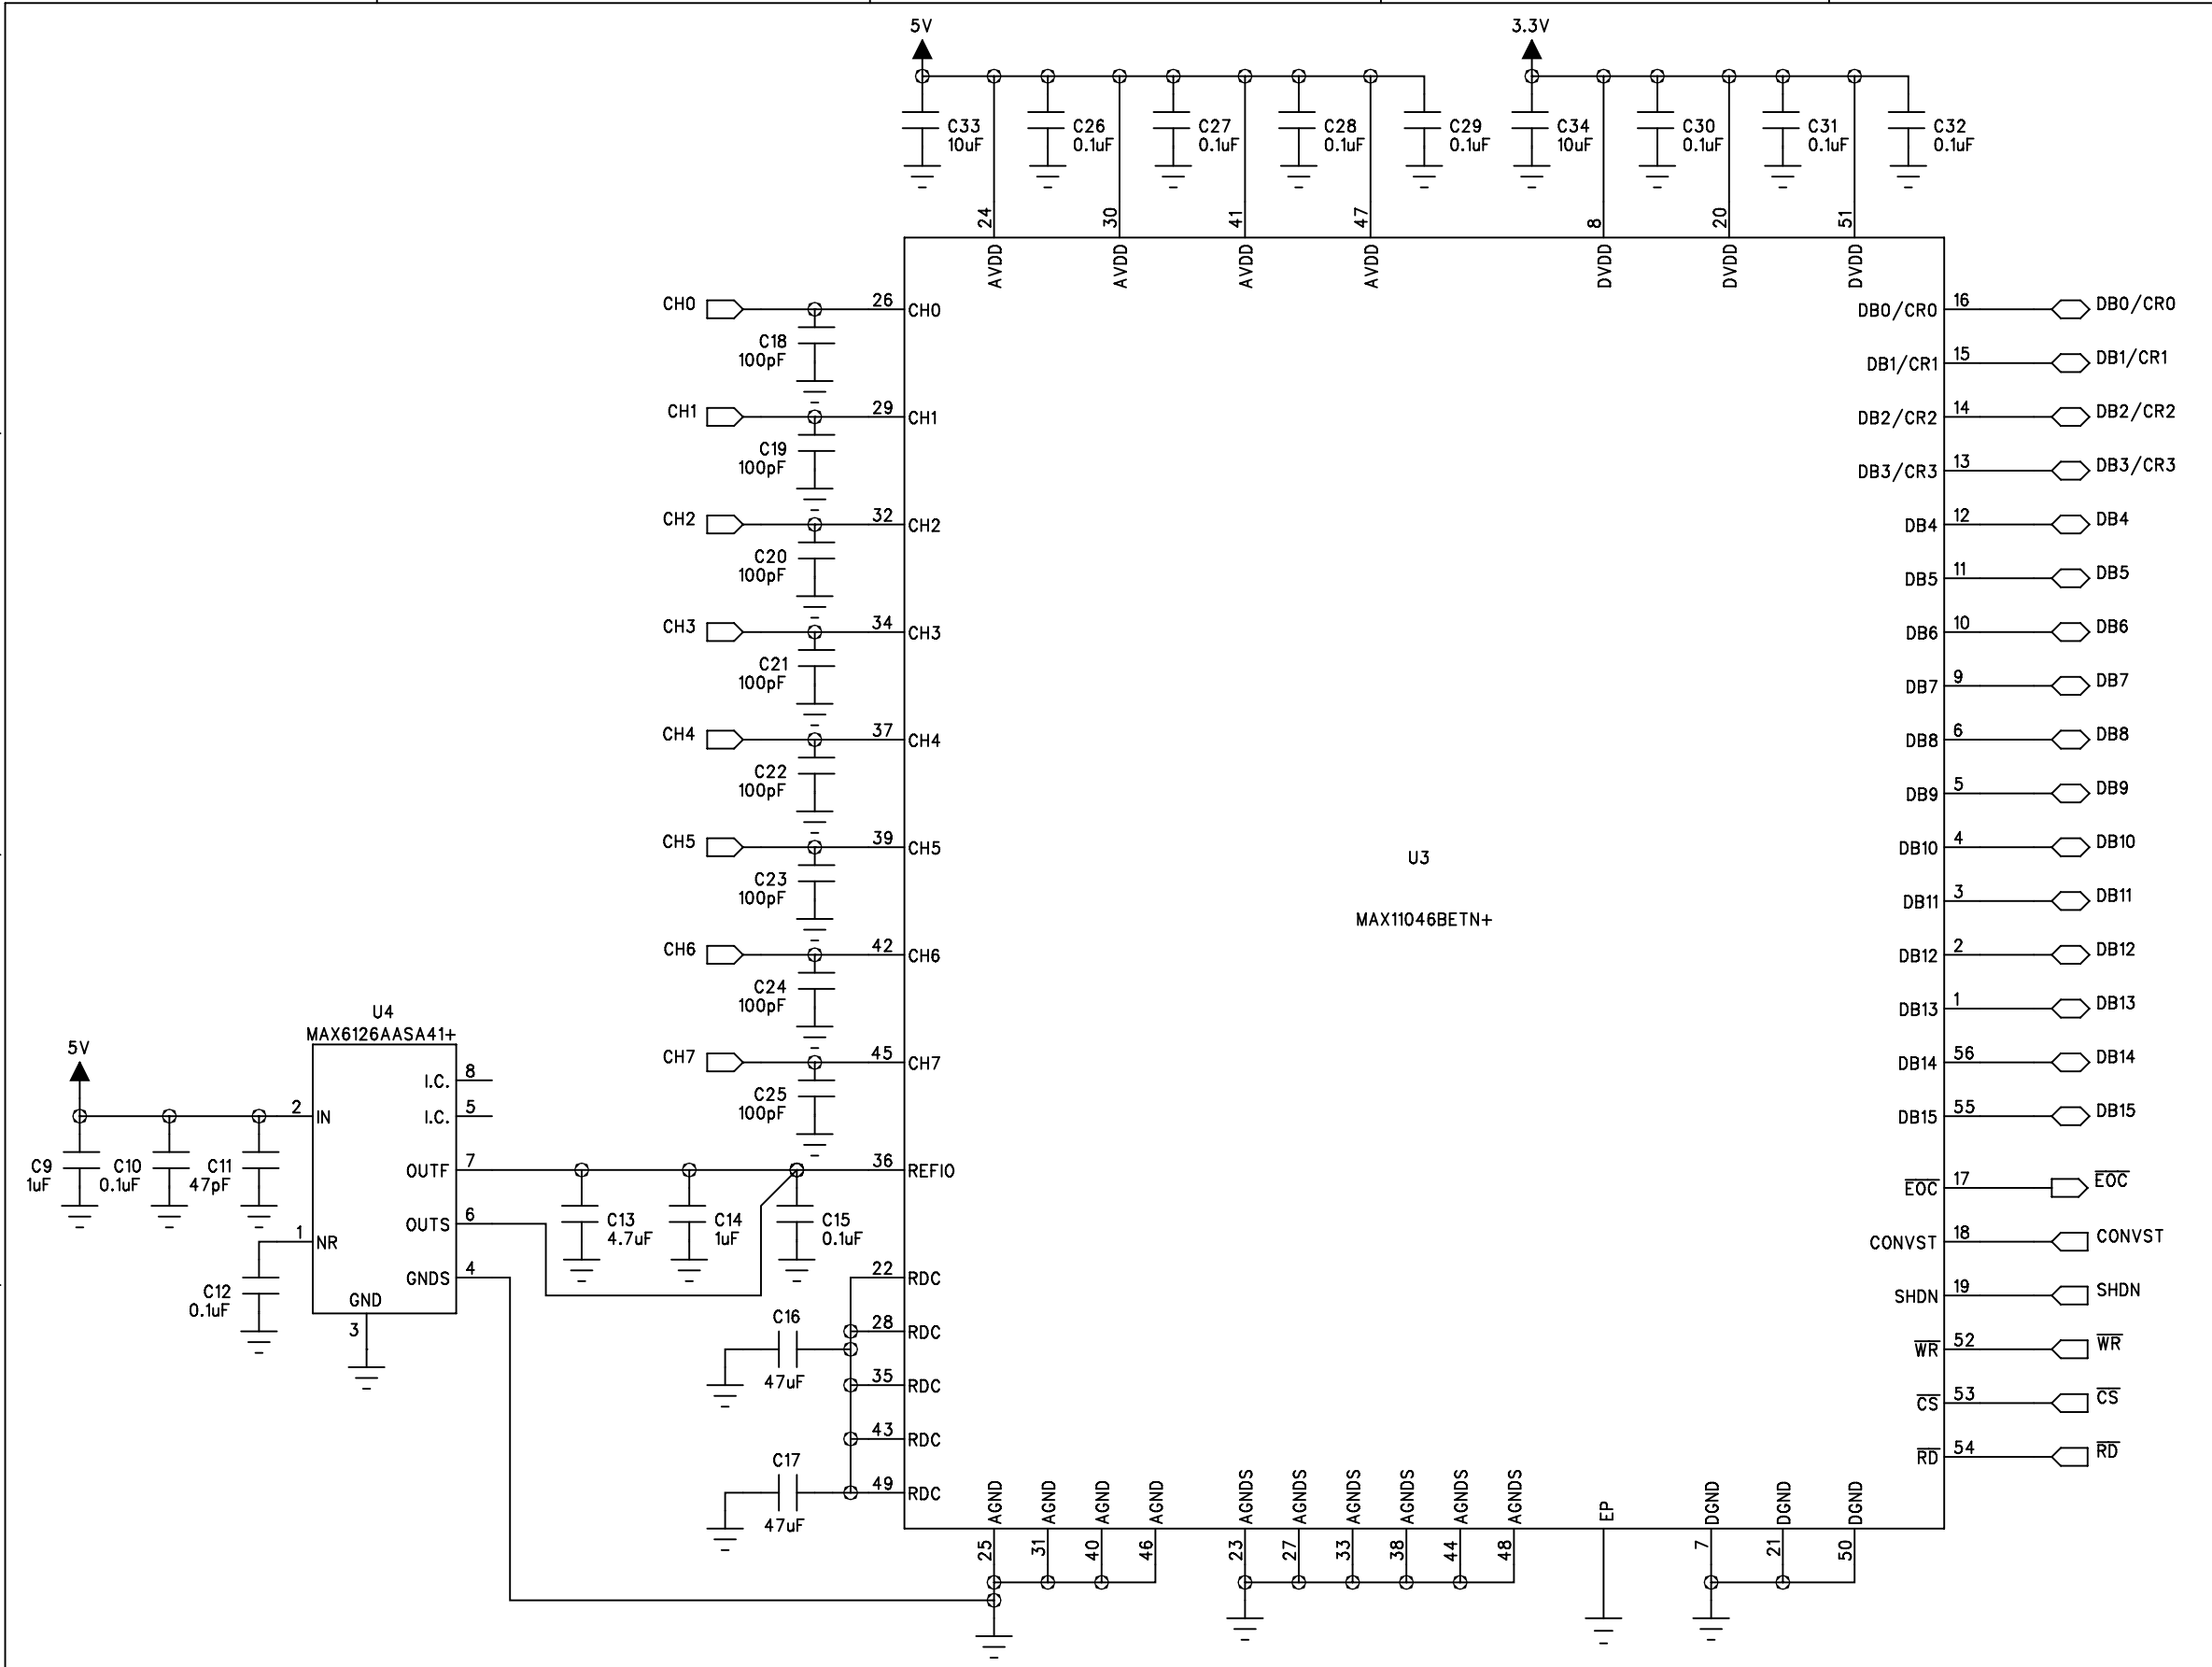 5V
3.3V
C33
10uF
C26
0.1uF
C27
0.1uF
C28
0.1uF
C29
0.1uF
C34
10uF
C30
0.1uF
C31
0.1uF
C32
0.1uF
24
30
41
47
8
20
51
AVDD
AVDD
AVDD
AVDD
DVDD
DVDD
DVDD
CH0
26
CH0
C18
100pF
CH1
29
CH1
C19
100pF
CH2
32
CH2
C20
100pF
CH3
34
CH3
C21
100pF
CH4
37
CH4
C22
100pF
CH5
39
CH5
C23
100pF
CH6
42
CH6
C24
100pF
CH7
45
CH7
C25
100pF
U3
MAX11046BETN+
DB0/CR0
16
DB0/CR0
DB1/CR1
15
DB1/CR1
DB2/CR2
14
DB2/CR2
DB3/CR3
13
DB3/CR3
DB4
12
DB4
DB5
11
DB5
DB6
10
DB6
DB7
9
DB7
DB8
6
DB8
DB9
5
DB9
DB10
4
DB10
DB11
3
DB11
DB12
2
DB12
DB13
1
DB13
DB14
56
DB14
DB15
55
DB15
EOC
17
EOC
CONVST
18
CONVST
SHDN
19
SHDN
WR
52
WR
CS
53
CS
RD
54
RD
U4
MAX6126AASA41+
5V
I.C.
8
2
IN
I.C.
5
C9
1uF
C10
0.1uF
C11
47pF
OUTF
7
36
REFIO
OUTS
6
C13
4.7uF
C14
1uF
C15
0.1uF
1
NR
GNDS
4
C12
0.1uF
GND
3
22
RDC
28
RDC
C16
47uF
35
RDC
43
RDC
C17
47uF
49
RDC
AGND
AGND
AGND
AGND
AGNDS
AGNDS
AGNDS
AGNDS
AGNDS
AGNDS
EP
DGND
DGND
DGND
25
31
40
46
23
27
33
38
44
48
7
21
50